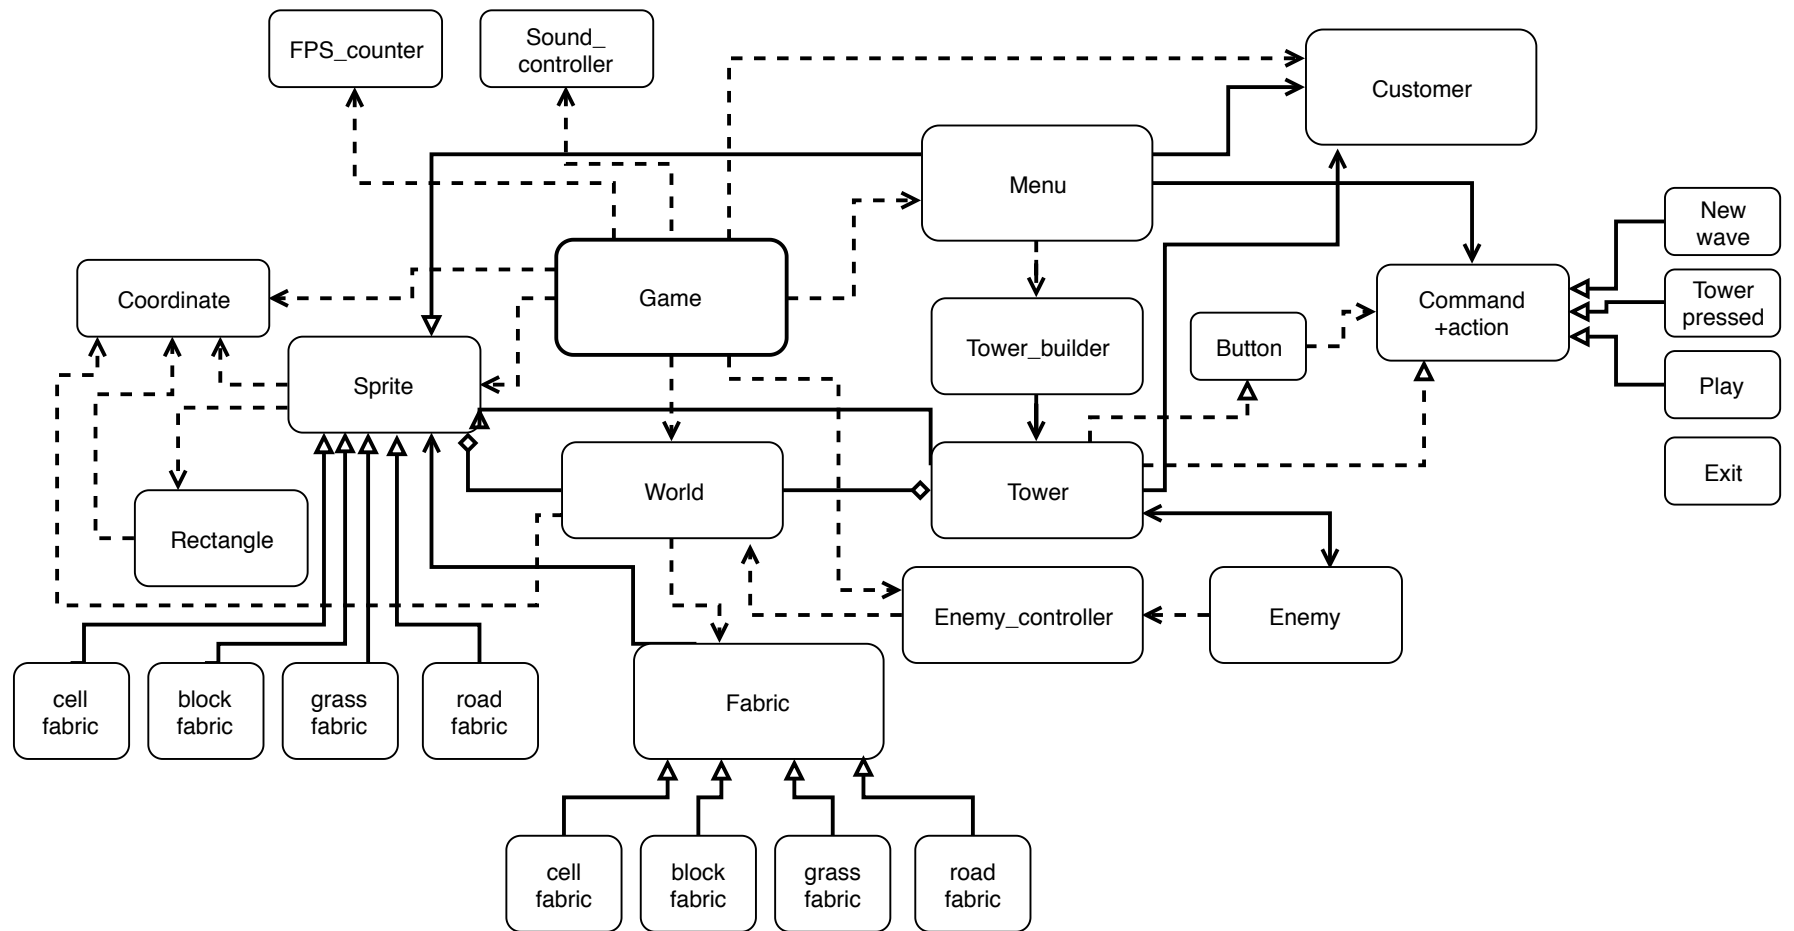 FPS_counter
Sound_
controller
Customer
Menu
New
wave
Coordinate
Game
Command
+action
Tower
pressed
Tower_builder
Button
Sprite
Play
World
Tower
Exit
Rectangle
Enemy_controller
Enemy
cell
fabric
block
fabric
grass
fabric
road
fabric
Fabric
cell
fabric
block
fabric
grass
fabric
road
fabric